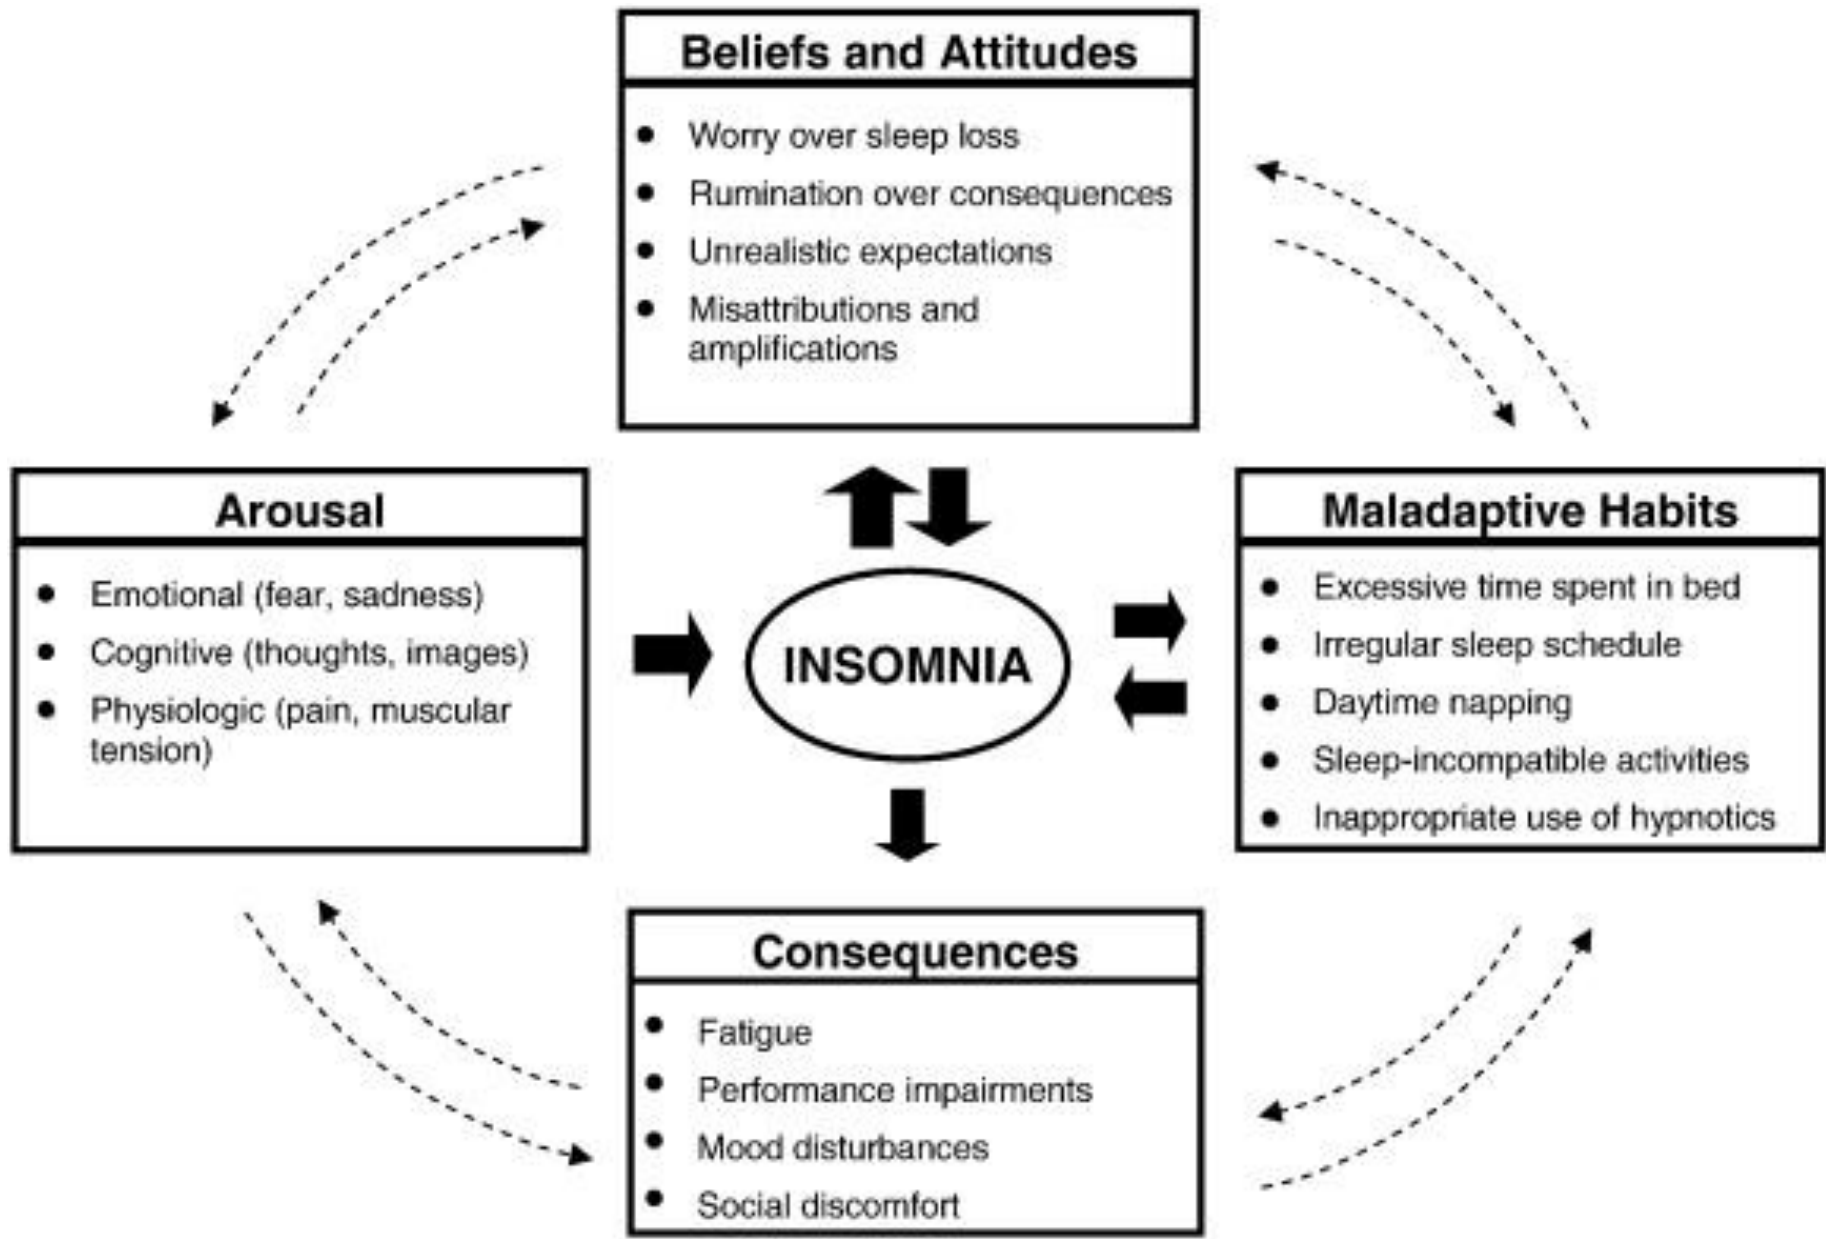 Beliefs and Attitudes
● Worry over sleep loss
● Rumination over consequences
● Unrealistic expectations
● Misattributions and
amplifications
Arousal
● Emotional (fear, sadness)
● Cognitive (thoughts, images)
● Physiologic (pain, muscular
tension)
INSOMNIA
Maladaptive Habits
● Excessive time spent in bed
● Irregular sleep schedule
● Daytime napping
● Sleep-incompatible activities
● Inappropriate use of hypnotics
Consequences
● Fatigue
● Performance impairments
● Mood disturbances
● Social discomfort